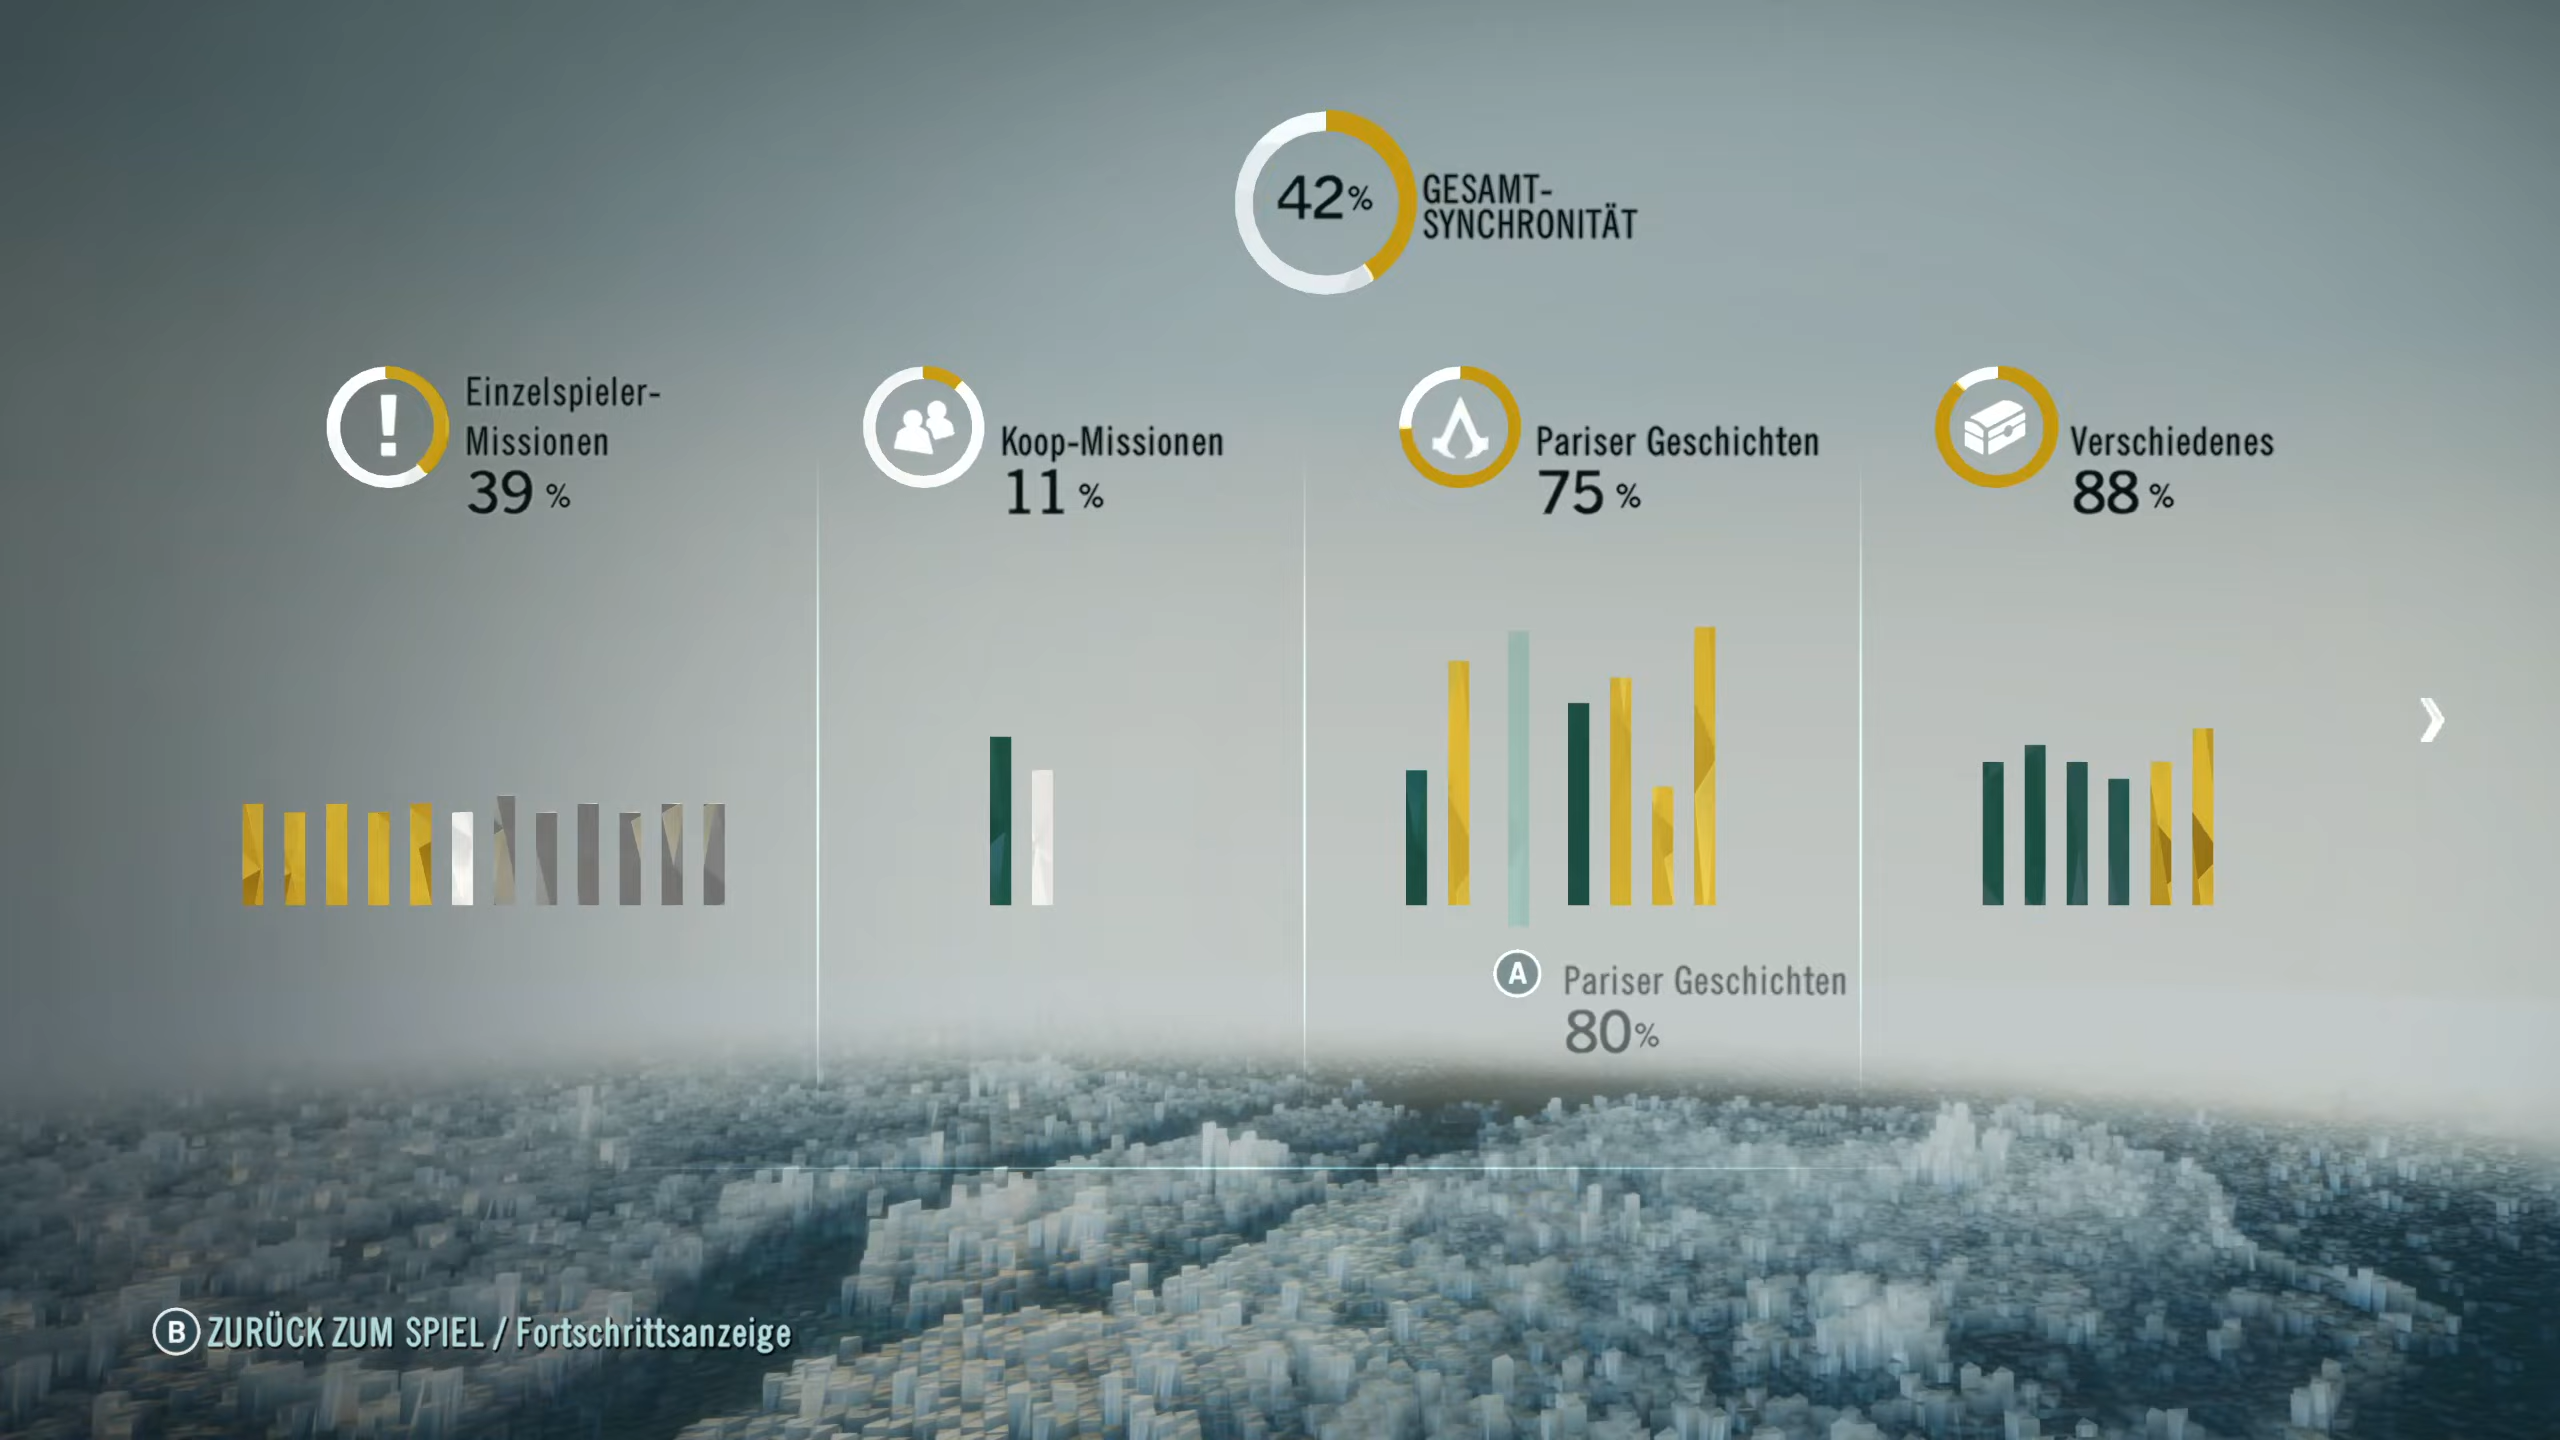 42%
GESAMT-
SYNCHRONITÄT
Einzelspieler-
Missionen
39 %
Koop-Missionen
11 %
Pariser Geschichten
75 %
Verschiedenes
88 %
A Pariser Geschichten
80%
B ZURÜCK ZUM SPIEL / Fortschrittsanzeige